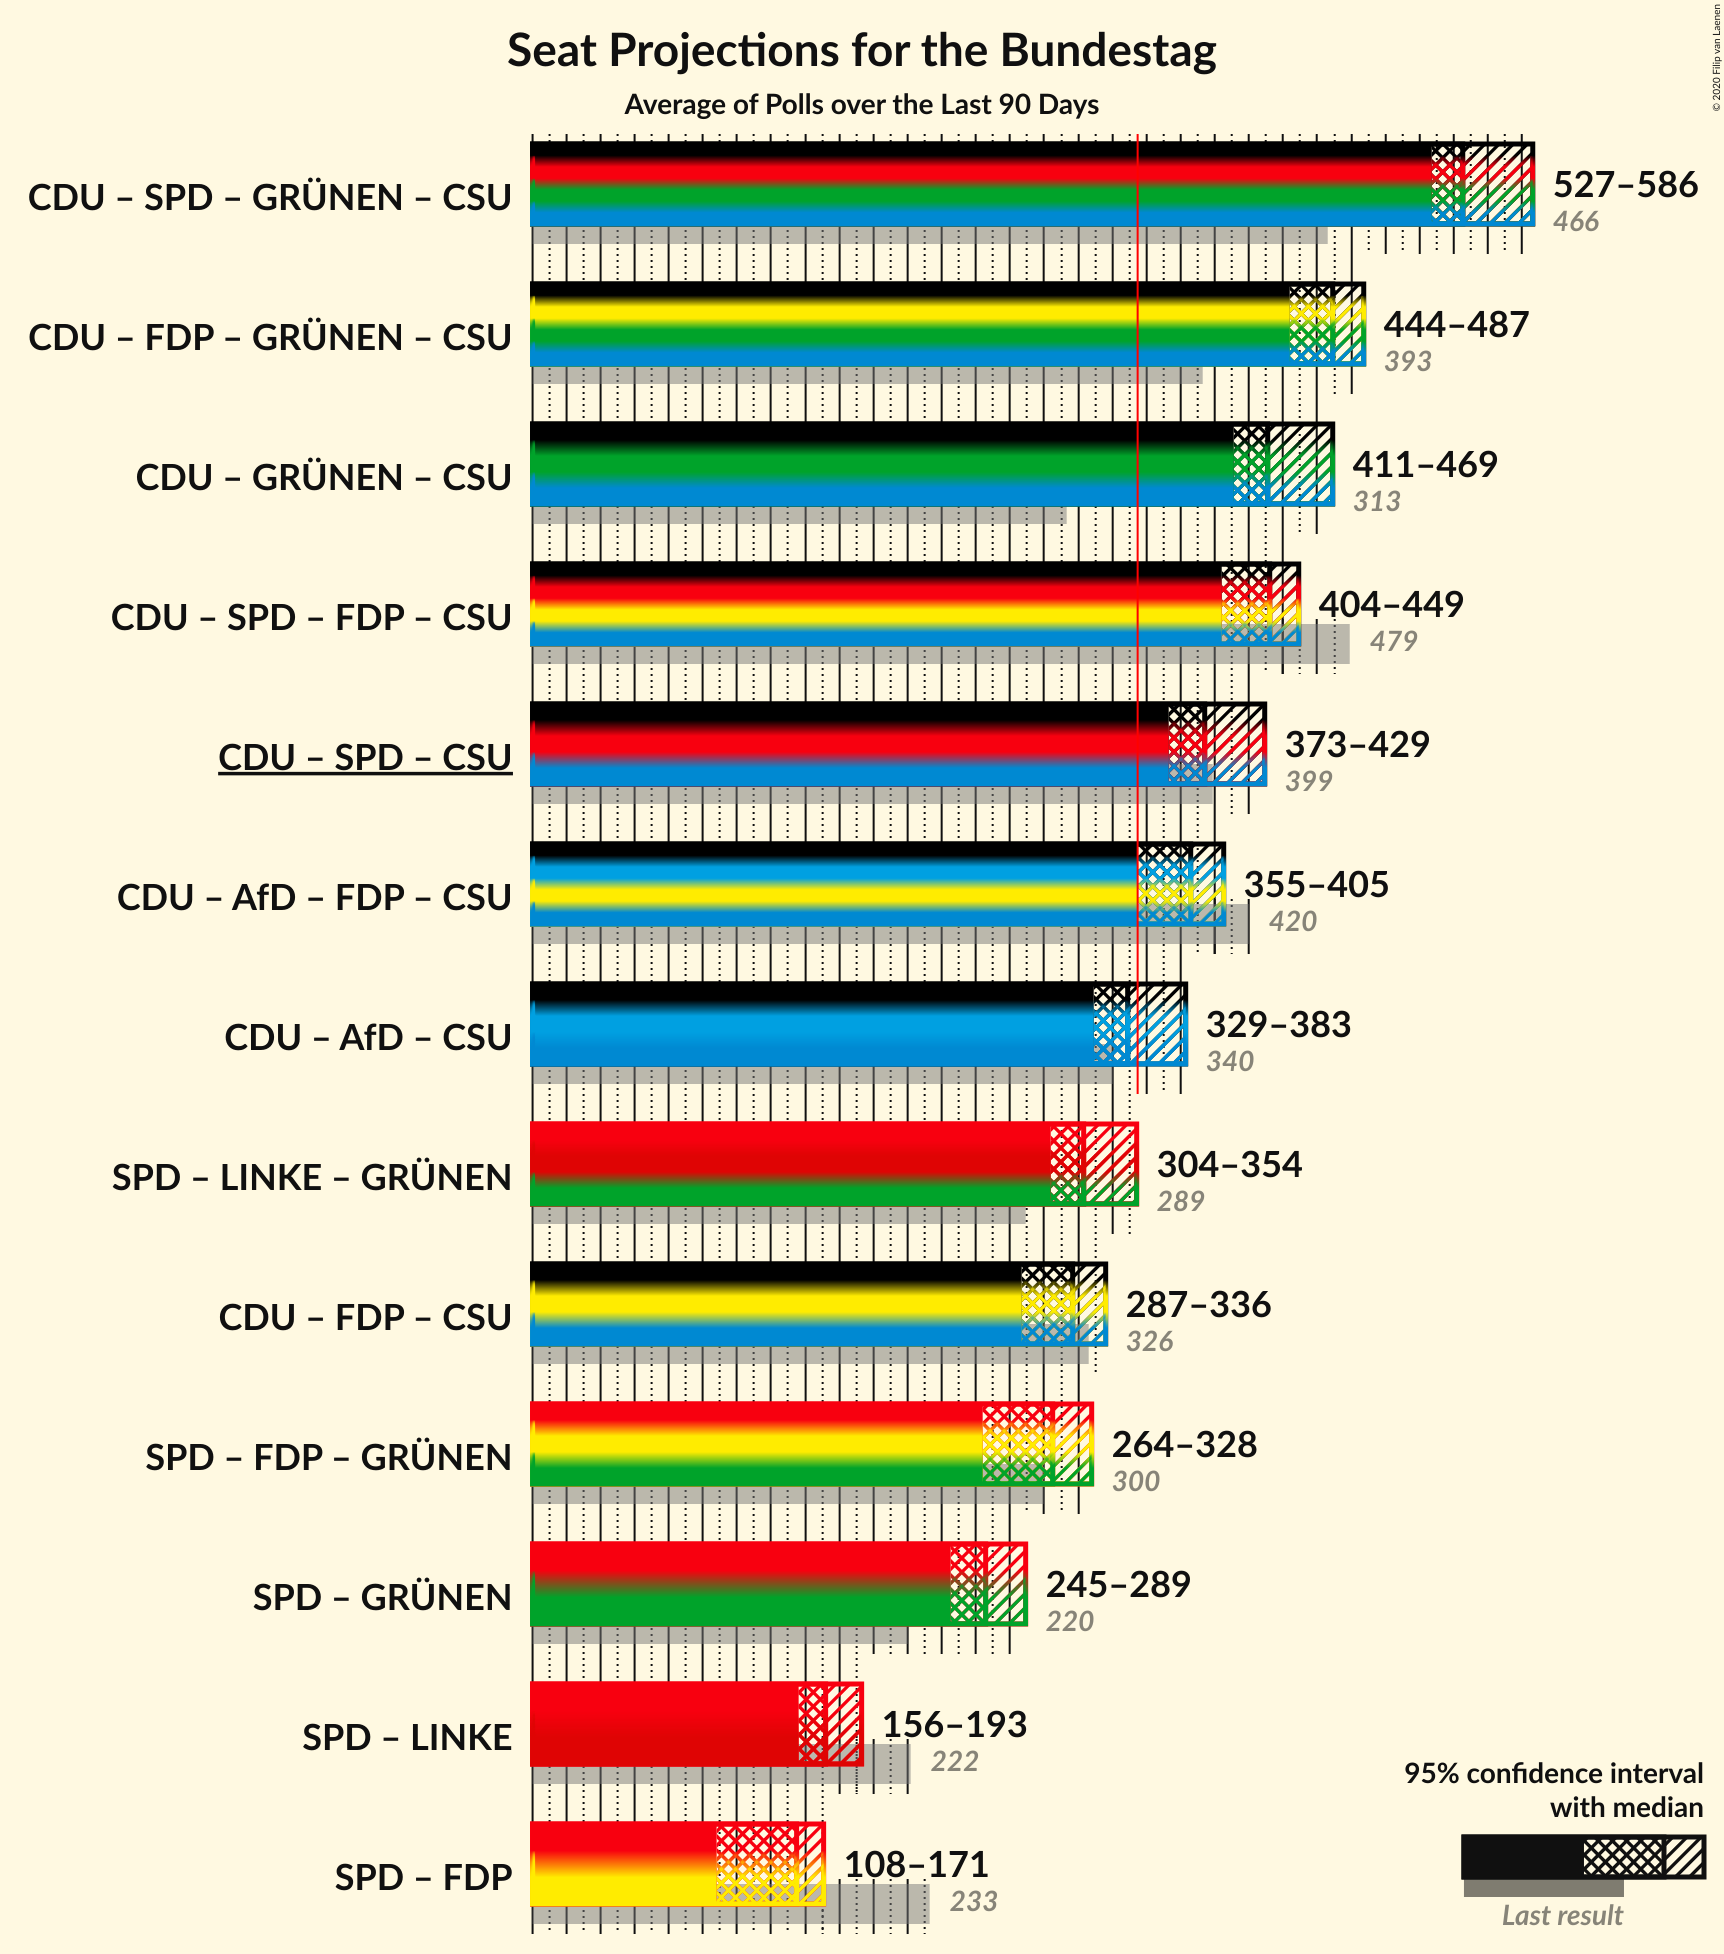 © 2020 Filip van Laenen
Seat Projections for the Bundestag
Average of Polls over the Last 90 Days
CDU – SPD – GRÜNEN – CSU
527–586
466
CDU – FDP – GRÜNEN – CSU
444–487
393
CDU – GRÜNEN – CSU
411–469
313
CDU – SPD – FDP – CSU
404–449
479
CDU – SPD – CSU
373–429
399
CDU – AfD – FDP – CSU
355–405
420
CDU – AfD – CSU
329–383
340
SPD – LINKE – GRÜNEN
304–354
289
CDU – FDP – CSU
287–336
326
SPD – FDP – GRÜNEN
264–328
300
SPD – GRÜNEN
245–289
220
SPD – LINKE
156–193
222
SPD – FDP
108–171
233
95% confidence interval
with median
Last result